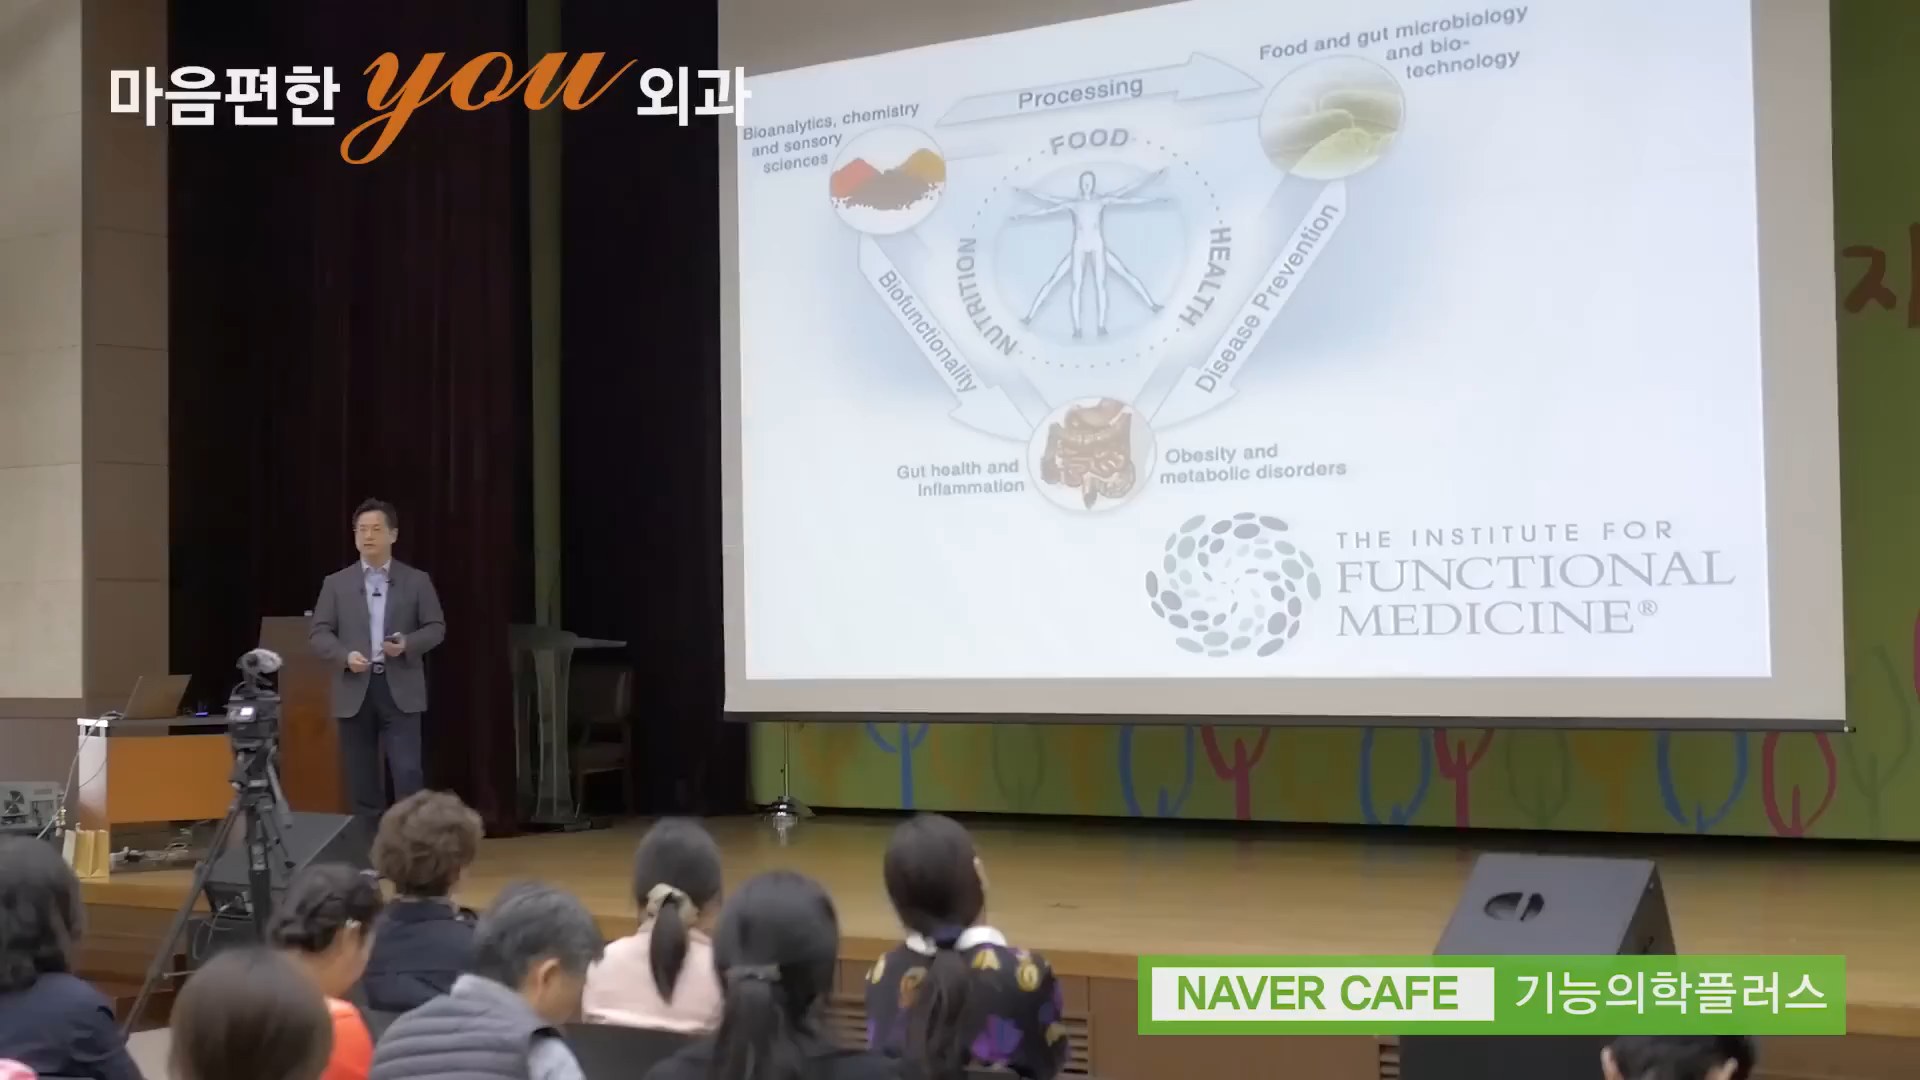 마음편한 you 외과
Food and gut microbiology
and bio-
technology
Processing
Bioanalytics, chemistry
and sensory
sciences
FOOD
NUTRITION
HEALTH
Biofunctionality
Disease Prevention
Gut health and
Inflammation
Obesity and
metabolic disorders
THE INSTITUTE FOR
FUNCTIONAL
MEDICINE®
NAVER CAFE 기능의학플러스